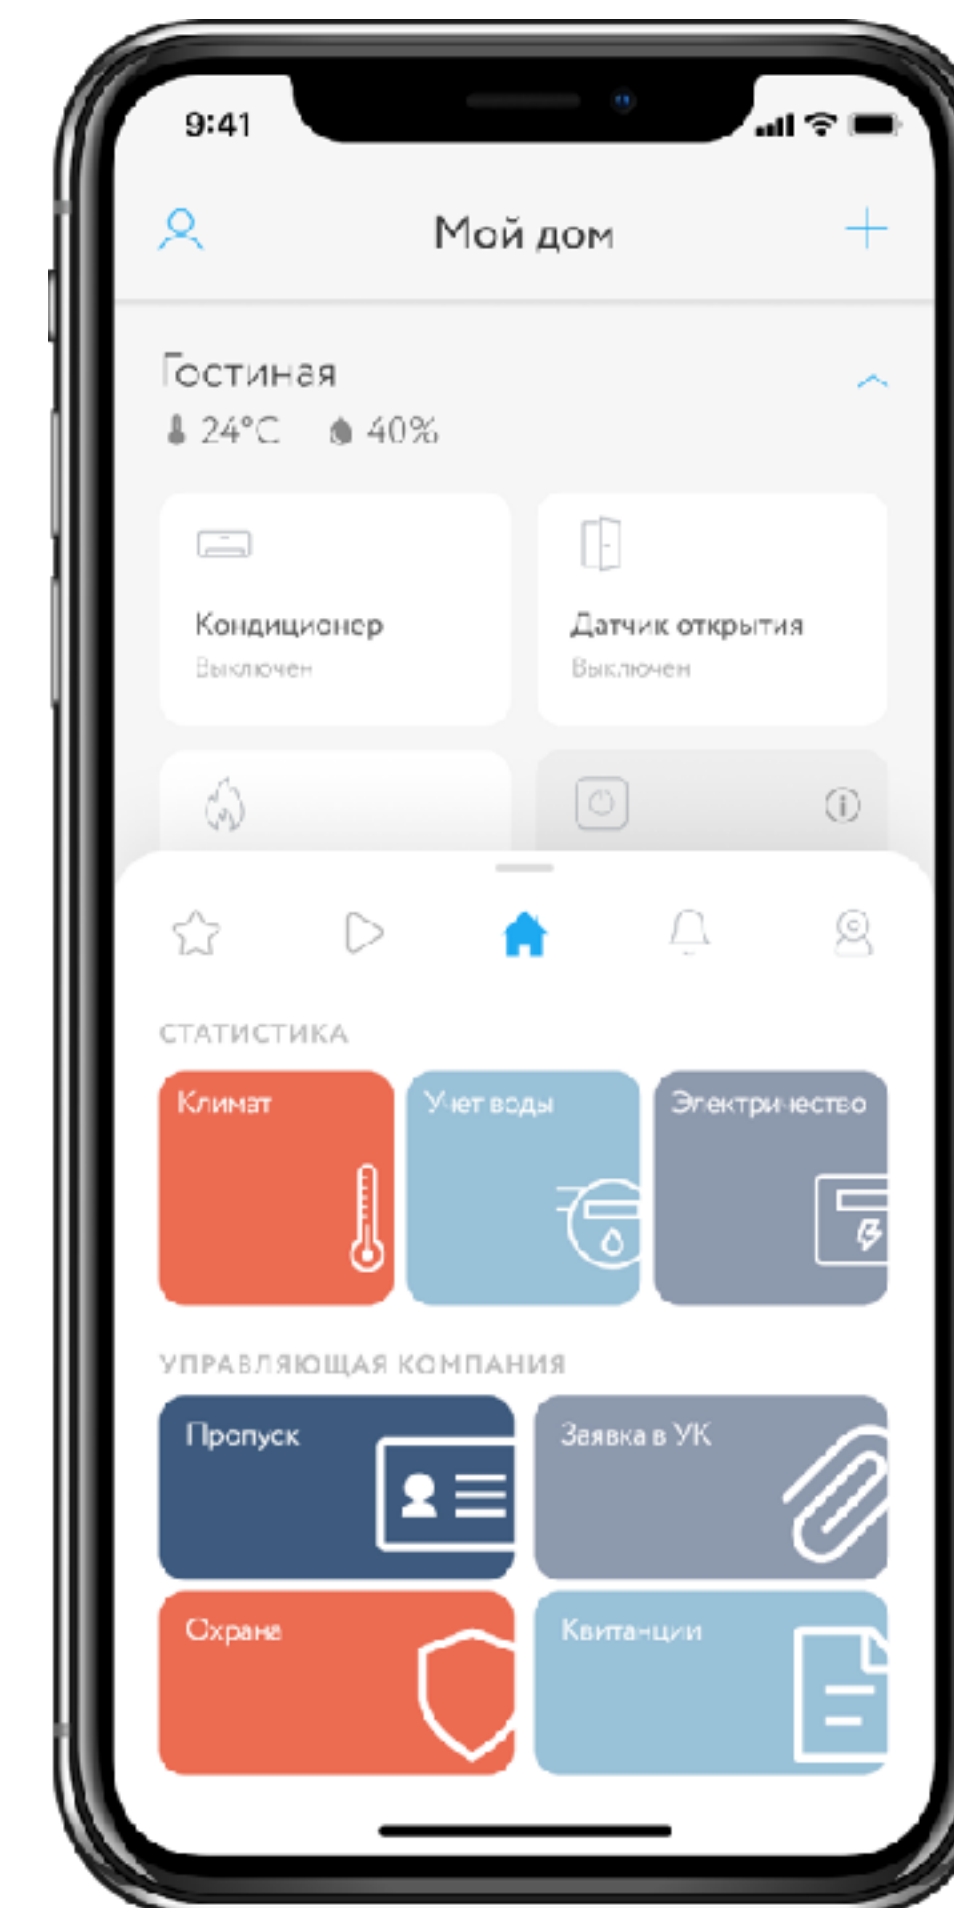 9:41
Мой дом
Гостиная
24°C 40%
Кондиционер
Выключен
Датчик открытия
Выключен
СТАТИСТИКА
Климат
Учет воды
Электричество
УПРАВЛЯЮЩАЯ КОМПАНИЯ
Пропуск
Заявка в УК
Охрана
Квитанции